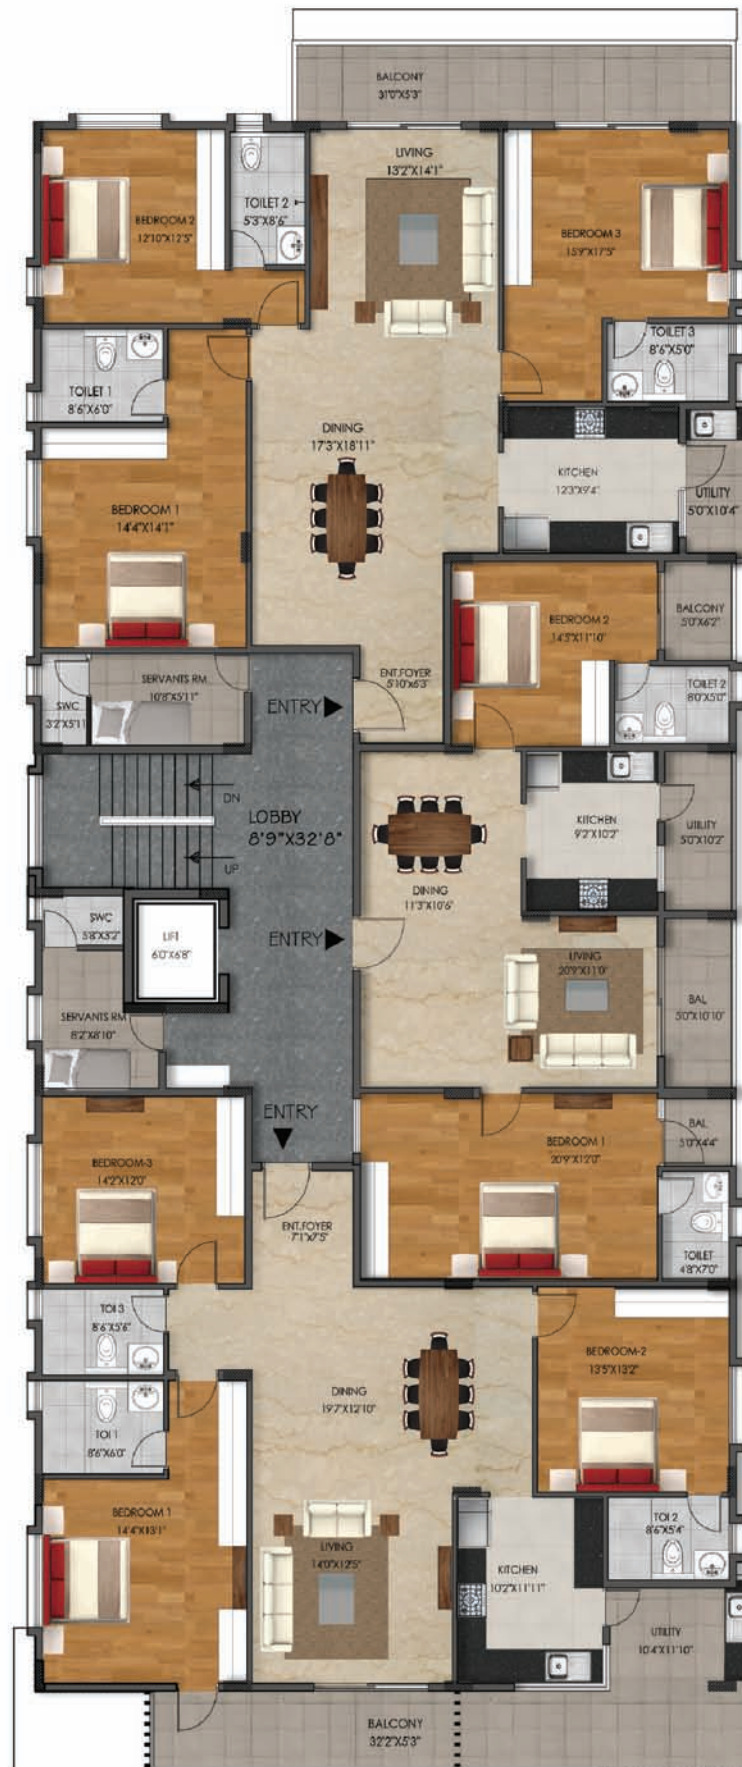 BALCONY
31'0"X5'3"
LIVING
13'2"X14'1"
TOILET 2
5'3"X8'6"
BEDROOM 2
12'10"X12'5"
BEDROOM 3
15'9"X17'5"
TOILET 3
8'6"X5'0"
TOILET 1
8'6"X6'0"
DINING
17'3"X18'11"
KITCHEN
12'3"X9'4"
UTILITY
5'0"X10'4"
BEDROOM 1
14'4"X14'1"
BALCONY
5'0"X6'2"
BEDROOM 2
14'5"X11'10"
ENT.FOYER
5'10"X6'3"
TOILET 2
8'0"X5'0"
SERVANTS RM
10'8"X5'11"
SWC
3'2"X5'11
ENTRY
DN
LOBBY
8'9"X32'8"
UP
KITCHEN
9'2"X10'2"
UTILITY
5'0"X10'2"
DINING
11'3"X10'6"
SWC
5'8"X3'2"
LIFT
6'0"X6'8"
ENTRY
LIVING
20'9"X11'0"
BAL
5'0"X10'10"
SERVANTS RM
8'2"X8'10"
ENTRY
BEDROOM 1
20'9"X12'0"
BAL
5'0"X4'4"
BEDROOM-3
14'2"X12'0"
ENT.FOYER
7'1"X7'5"
TOILET
4'8"X7'0"
TOI 3
8'6"X5'6"
BEDROOM-2
13'5"X13'2"
DINING
19'7"X12'10"
TOI 1
8'6"X6'0"
BEDROOM 1
14'4"X13'1"
TOI 2
8'6"X5'4"
LIVING
14'0"X12'5"
KITCHEN
10'2"X11'11"
UTILITY
10'4"X11'10"
BALCONY
32'2"X5'3"